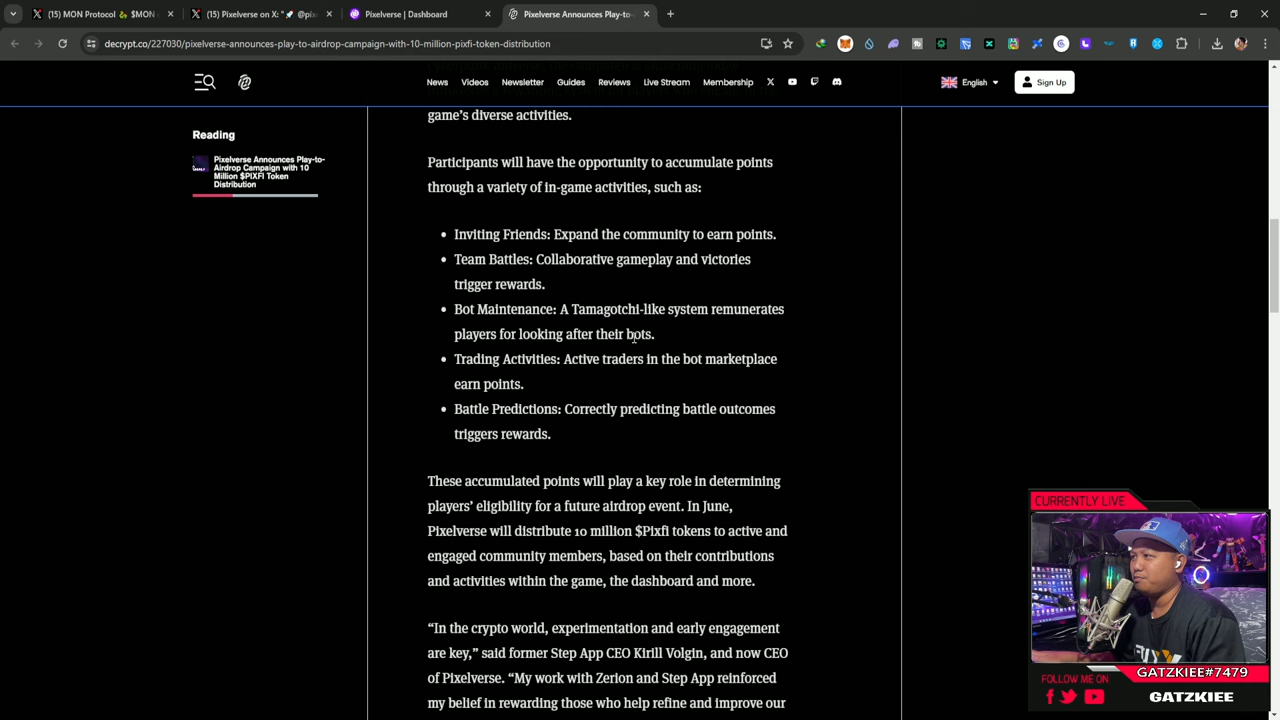 (15) MON Protocol 🐉 $MON
(15) Pixelverse on X: "🚀 @pix
Pixelverse | Dashboard
Pixelverse Announces Play-to-
decrypt.co/227030/pixelverse-announces-play-to-airdrop-campaign-with-10-million-pixfi-token-distribution
News Videos Newsletter Guides Reviews Live Stream Membership
English
Sign Up
Reading
Pixelverse Announces Play-to-
Airdrop Campaign with 10
Million $PIXFI Token
Distribution
game's diverse activities.
Participants will have the opportunity to accumulate points
through a variety of in-game activities, such as:
• Inviting Friends: Expand the community to earn points.
• Team Battles: Collaborative gameplay and victories
trigger rewards.
• Bot Maintenance: A Tamagotchi-like system remunerates
players for looking after their bots.
• Trading Activities: Active traders in the bot marketplace
earn points.
• Battle Predictions: Correctly predicting battle outcomes
triggers rewards.
These accumulated points will play a key role in determining
players' eligibility for a future airdrop event. In June,
Pixelverse will distribute 10 million $Pixfi tokens to active and
engaged community members, based on their contributions
and activities within the game, the dashboard and more.
"In the crypto world, experimentation and early engagement
are key," said former Step App CEO Kirill Volgin, and now CEO
of Pixelverse. "My work with Zerion and Step App reinforced
my belief in rewarding those who help refine and improve our
CURRENTLY LIVE
GATZKIEE#7479
FOLLOW ME ON
GATZKIEE